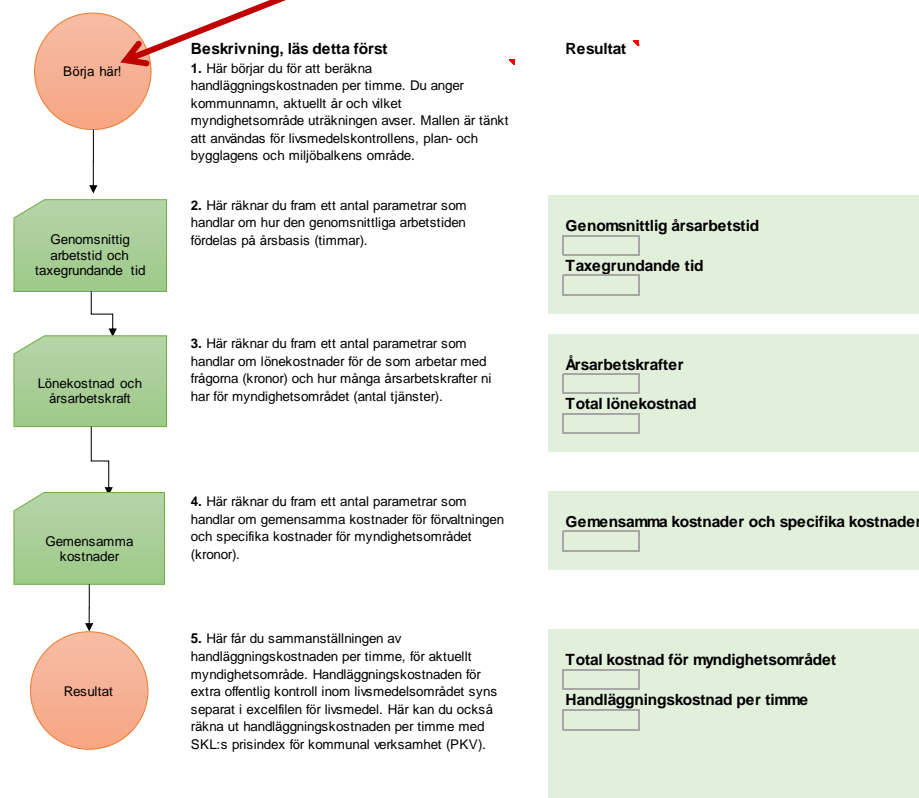 Börja här!
Beskrivning, läs detta först
1. Här börjar du för att beräkna
handläggningskostnaden per timme. Du anger
kommunnamn, aktuellt år och vilket
myndighetsområde uträkningen avser. Mallen är tänkt
att användas för livsmedelskontrollens, plan- och
bygglagens och miljöbalkens område.
Resultat
Genomsnittig
arbetstid och
taxegrundande tid
2. Här räknar du fram ett antal parametrar som
handlar om hur den genomsnittliga arbetstiden
fördelas på årsbasis (timmar).
Genomsnittlig årsarbetstid
Taxegrundande tid
Lönekostnad och
årsarbetskraft
3. Här räknar du fram ett antal parametrar som
handlar om lönekostnader för de som arbetar med
frågorna (kronor) och hur många årsarbetskrafter ni
har för myndighetsområdet (antal tjänster).
Årsarbetskrafter
Total lönekostnad
Gemensamma
kostnader
4. Här räknar du fram ett antal parametrar som
handlar om gemensamma kostnader för förvaltningen
och specifika kostnader för myndighetsområdet
(kronor).
Gemensamma kostnader och specifika kostnader
Resultat
5. Här får du sammanställningen av
handläggningskostnaden per timme, för aktuellt
myndighetsområde. Handläggningskostnaden för
extra offentlig kontroll inom livsmedelsområdet syns
separat i excelfilen för livsmedel. Här kan du också
räkna ut handläggningskostnaden per timme med
SKL:s prisindex för kommunal verksamhet (PKV).
Total kostnad för myndighetsområdet
Handläggningskostnad per timme